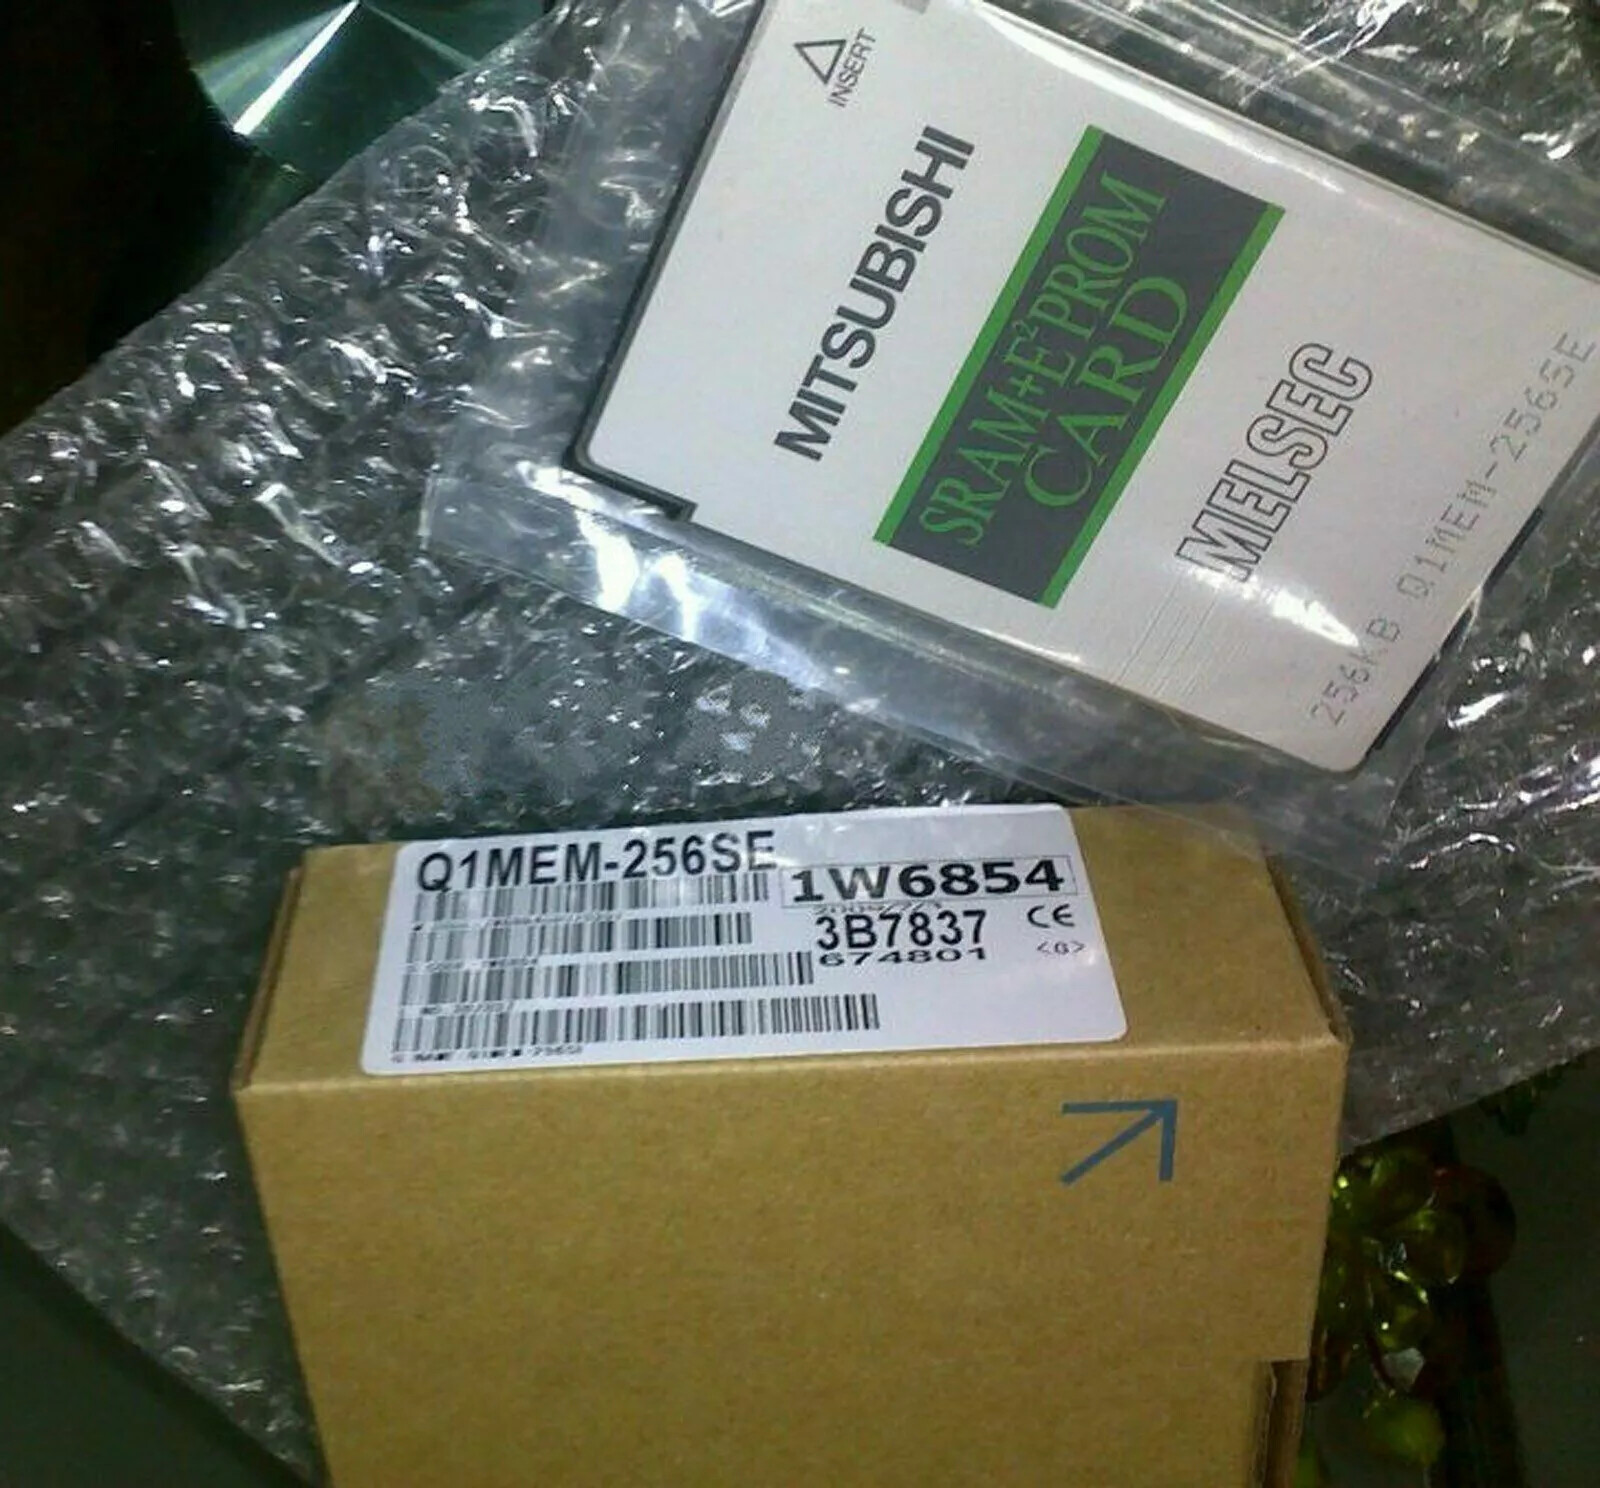 INSERT
MITSUBISHI
SRAM+E²PROM
CARD
MELSEC
256KB Q1MEM-256SE
Q1MEM-256SE
1W6854
3B7837
CE
674801
<G>